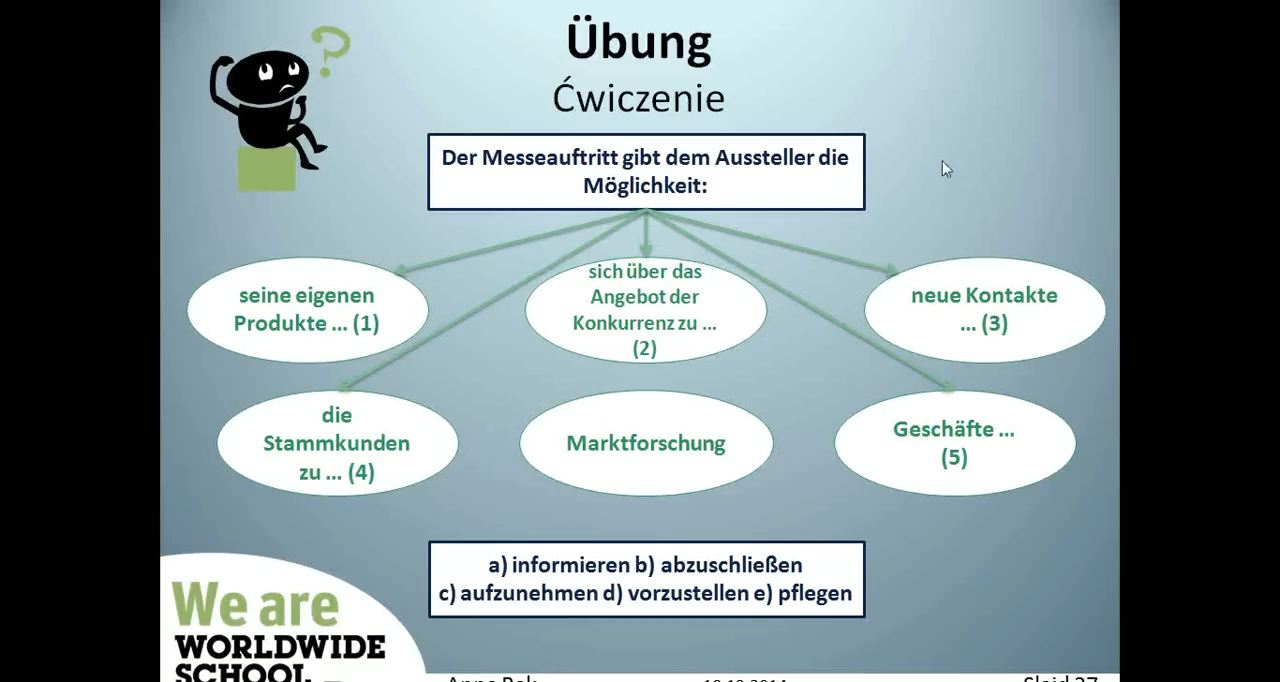 Übung
Ćwiczenie
Der Messeauftritt gibt dem Aussteller die
Möglichkeit:
seine eigenen
Produkte ... (1)
sich über das
Angebot der
Konkurrenz zu ...
(2)
neue Kontakte
... (3)
die
Stammkunden
zu ... (4)
Marktforschung
Geschäfte ...
(5)
a) informieren b) abzuschließen
c) aufzunehmen d) vorzustellen e) pflegen
We are
WORLDWIDE
SCHOOL